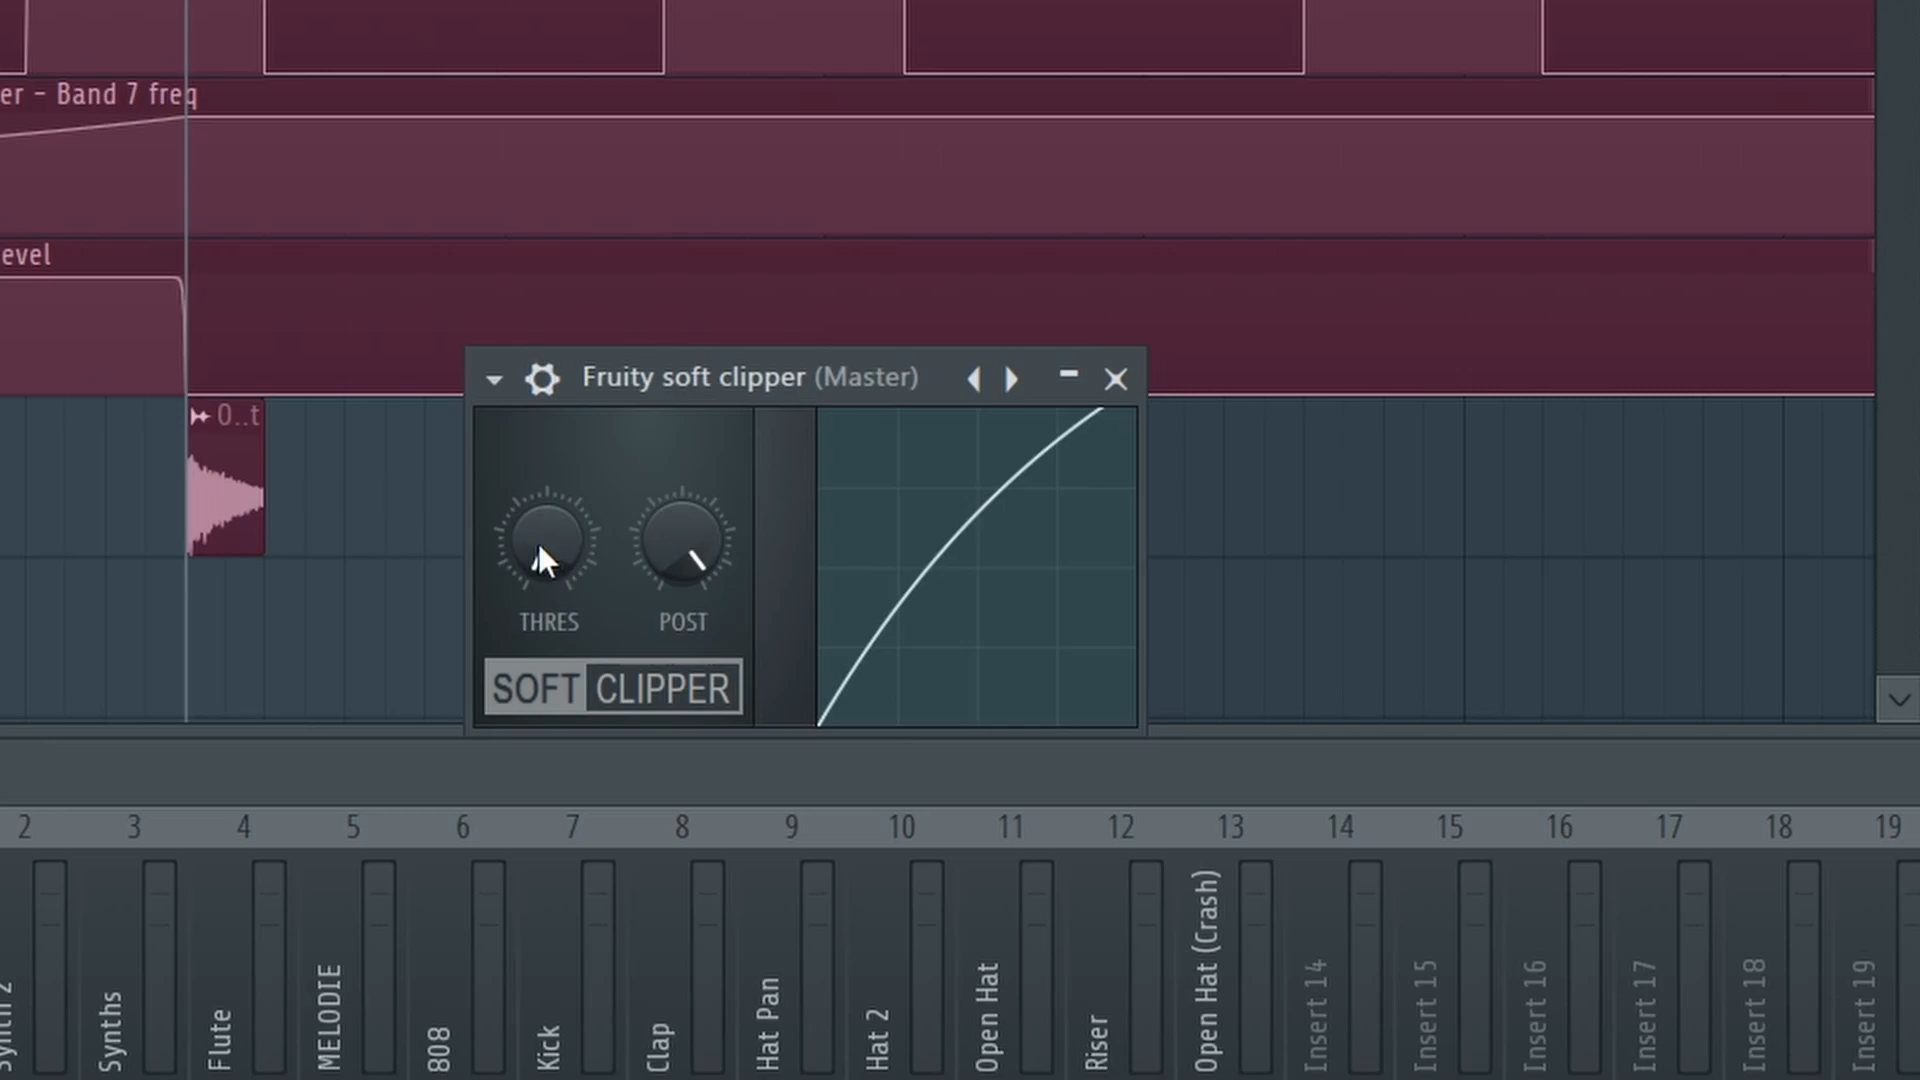 er – Band 7 freq
evel
0..t
Fruity soft clipper (Master)
THRES
POST
SOFT CLIPPER
2 3 4 5 6 7 8 9 10 11 12 13 14 15 16 17 18 19
Synth 2
Synths
Flute
MELODIE
808
Kick
Clap
Hat Pan
Hat 2
Open Hat
Riser
Open Hat (Crash)
Insert 14
Insert 15
Insert 16
Insert 17
Insert 18
Insert 19